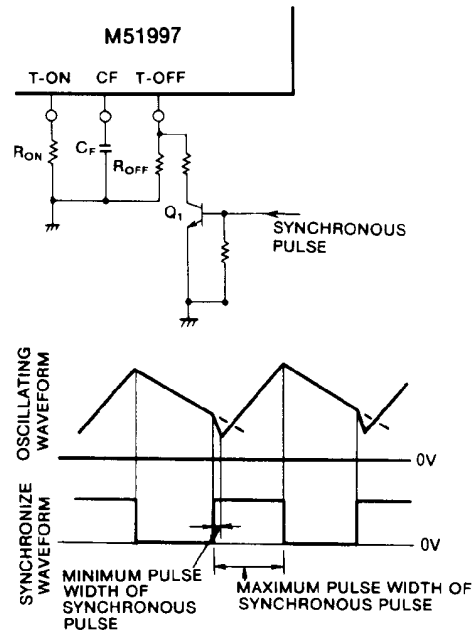 M51997
T-ON CF T-OFF
RON
CF
ROFF
Q1
SYNCHRONOUS
PULSE
OSCILLATING
WAVEFORM
0V
SYNCHRONIZE
WAVEFORM
0V
MINIMUM PULSE
WIDTH OF
SYNCHRONOUS
PULSE
MAXIMUM PULSE WIDTH OF
SYNCHRONOUS PULSE